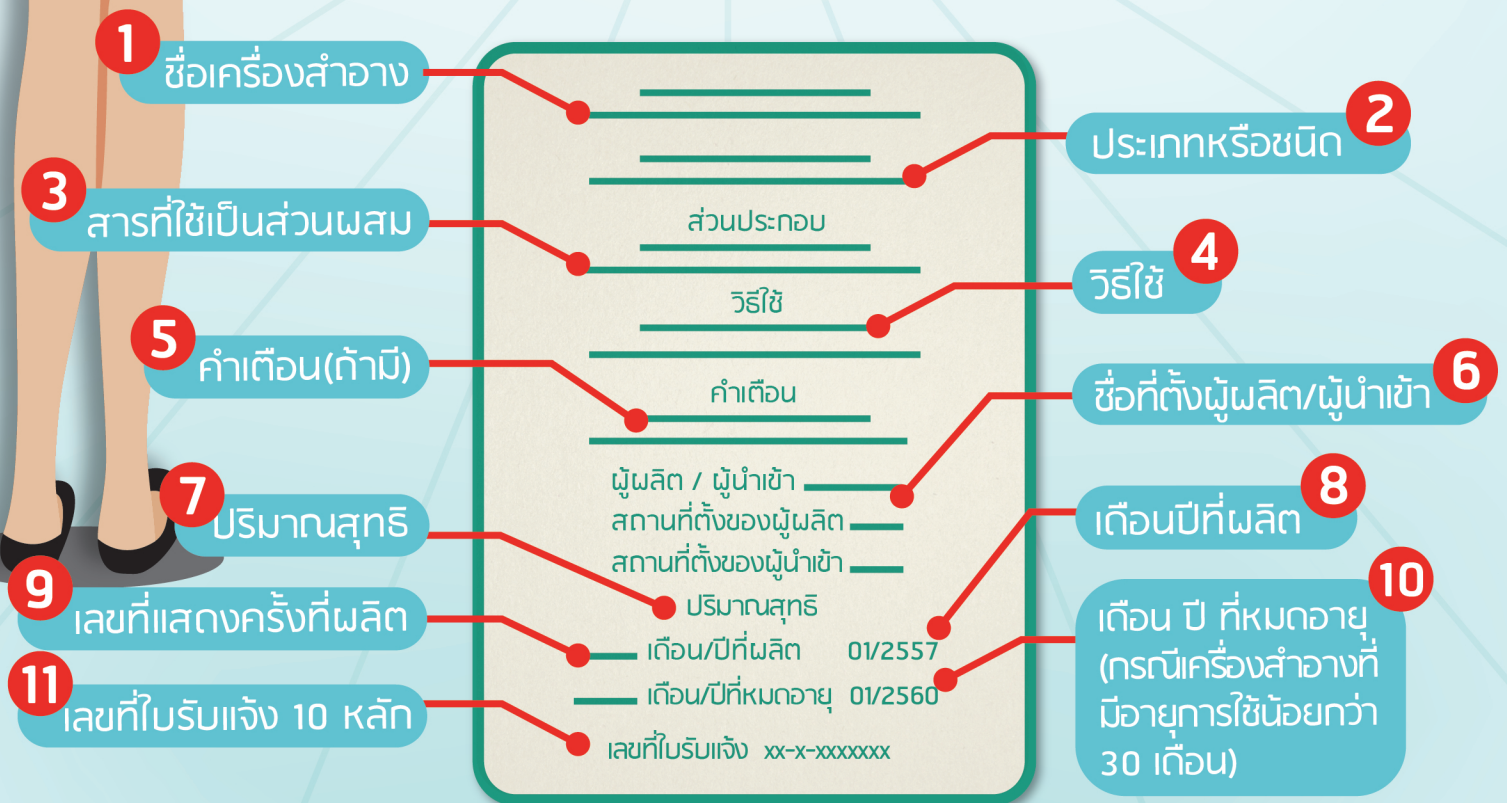 1
ชื่อเครื่องสำอาง
2
ประเภทหรือชนิด
3
สารที่ใช้เป็นส่วนผสม
4
วิธีใช้
5
คำเตือน(ถ้ามี)
6
ชื่อที่ตั้งผู้ผลิต/ผู้นำเข้า
7
ปริมาณสุทธิ
8
เดือนปีที่ผลิต
9
เลขที่แสดงครั้งที่ผลิต
10
เดือน ปี ที่หมดอายุ
(กรณีเครื่องสำอางที่
มีอายุการใช้น้อยกว่า
30 เดือน)
11
เลขที่ใบรับแจ้ง 10 หลัก
ส่วนประกอบ
วิธีใช้
คำเตือน
ผู้ผลิต / ผู้นำเข้า
สถานที่ตั้งของผู้ผลิต
สถานที่ตั้งของผู้นำเข้า
ปริมาณสุทธิ
เดือน/ปีที่ผลิต 01/2557
เดือน/ปีที่หมดอายุ 01/2560
เลขที่ใบรับแจ้ง xx-x-xxxxxxx